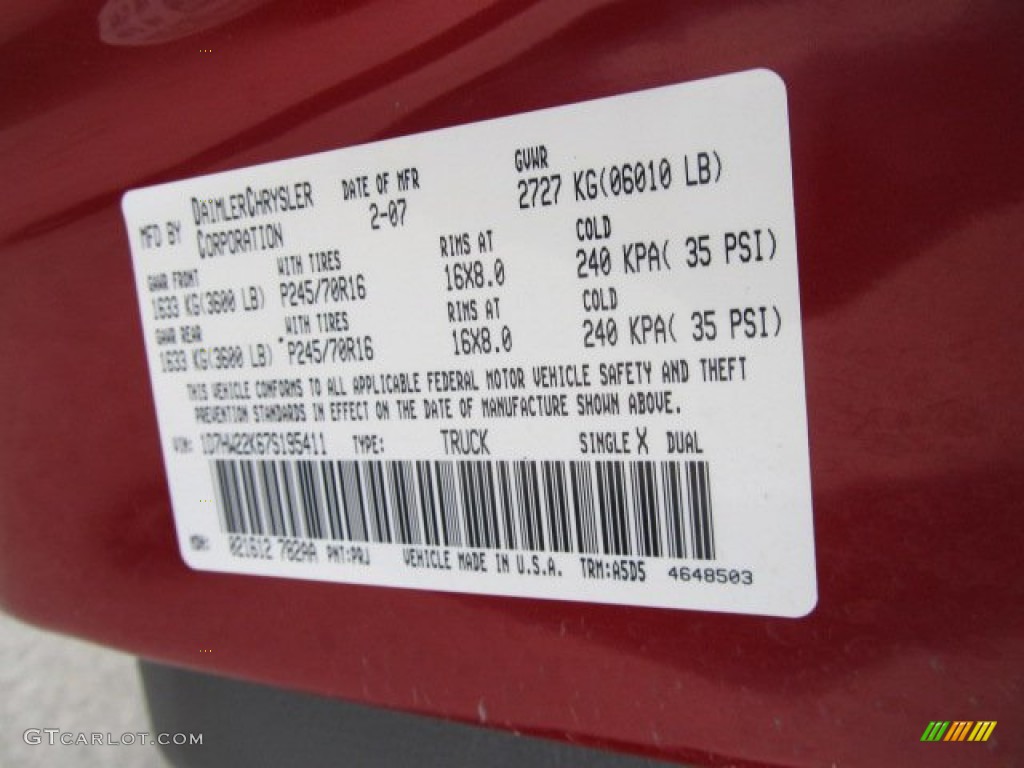 MFD BY DAIMLERCHRYSLER CORPORATION
DATE OF MFR
2-07
GVWR
2727 KG(06010 LB)
GAWR FRONT
1633 KG(3600 LB)
WITH TIRES
P245/70R16
RIMS AT
16X8.0
COLD
240 KPA( 35 PSI)
GAWR REAR
1633 KG(3600 LB)
WITH TIRES
P245/70R16
RIMS AT
16X8.0
COLD
240 KPA( 35 PSI)
THIS VEHICLE CONFORMS TO ALL APPLICABLE FEDERAL MOTOR VEHICLE SAFETY AND THEFT
PREVENTION STANDARDS IN EFFECT ON THE DATE OF MANUFACTURE SHOWN ABOVE.
VIN: 1D7HW22K67S195411 TYPE: TRUCK SINGLE X DUAL
MDH: 021612 782AA PNT:PRJ VEHICLE MADE IN U.S.A. TRM:A5D5 4648503
GTCARLOT.COM